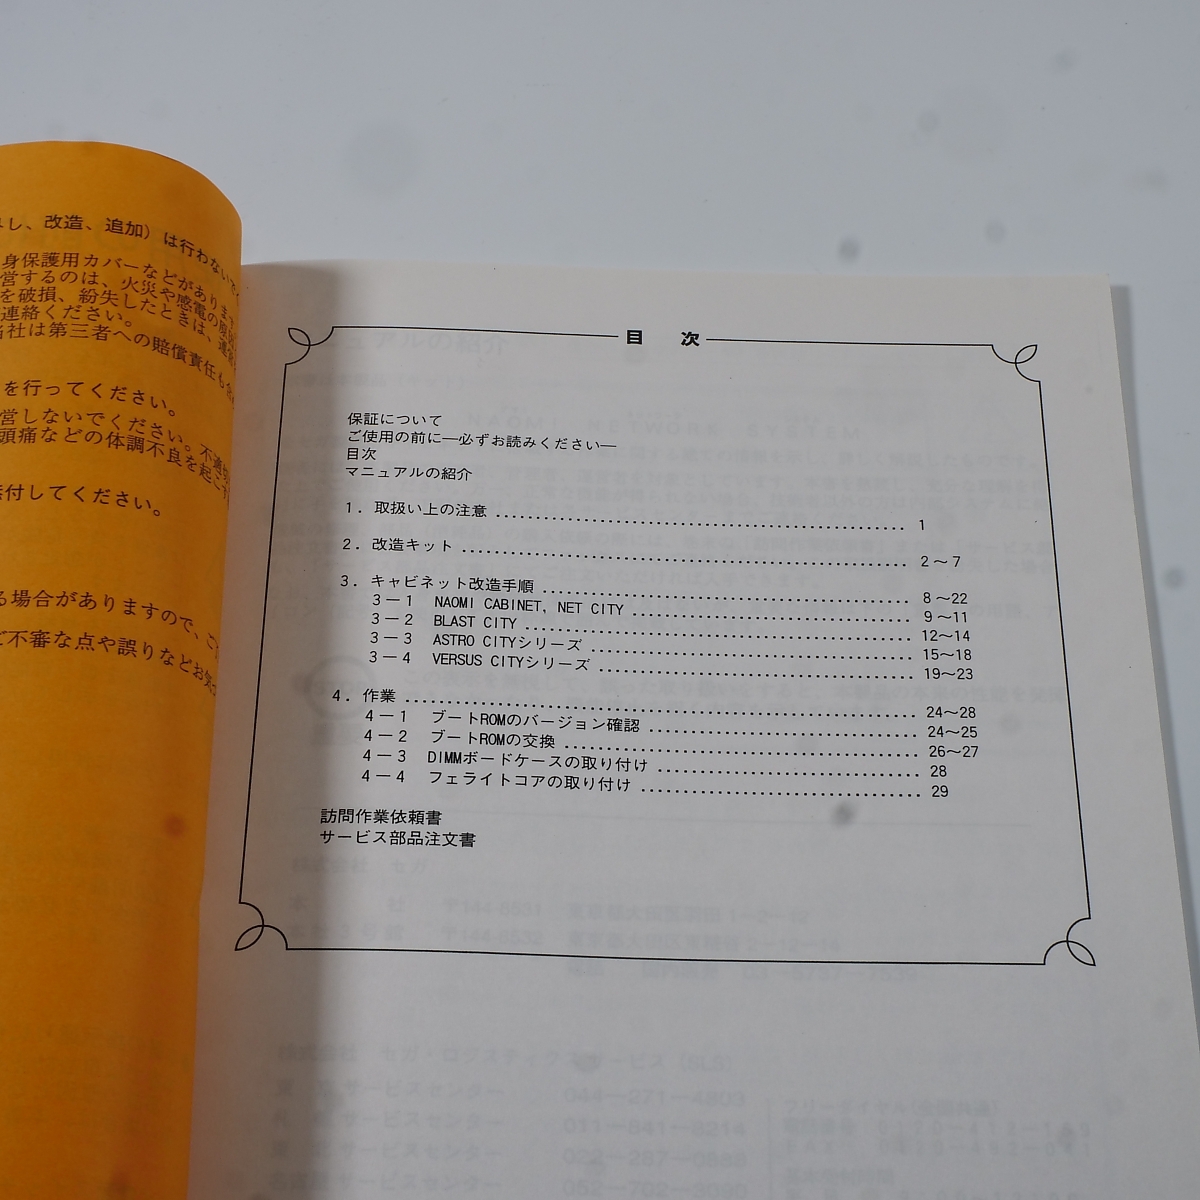 し、改造、追加）は行わないで
身保護用カバーなどがあります
営するのは、火災や感電の原因
を破損、紛失したときは、運営
連絡ください。
当社は第三者への賠償責任も含
を行ってください。
営しないでください。不適切
頭痛などの体調不良を起こす
添付してください。
る場合がありますので、ご
ご不審な点や誤りなどお気
目　次
保証について
ご使用の前に―必ずお読みください―
目次
マニュアルの紹介
1．取扱い上の注意 ........ 1
2．改造キット ........ 2～7
3．キャビネット改造手順 ........ 8～22
3－1 NAOMI CABINET, NET CITY ........ 9～11
3－2 BLAST CITY ........ 12～14
3－3 ASTRO CITYシリーズ ........ 15～18
3－4 VERSUS CITYシリーズ ........ 19～23
4．作業 ........ 24～28
4－1 ブートROMのバージョン確認 ........ 24～25
4－2 ブートROMの交換 ........ 26～27
4－3 DIMMボードケースの取り付け ........ 28
4－4 フェライトコアの取り付け ........ 29
訪問作業依頼書
サービス部品注文書